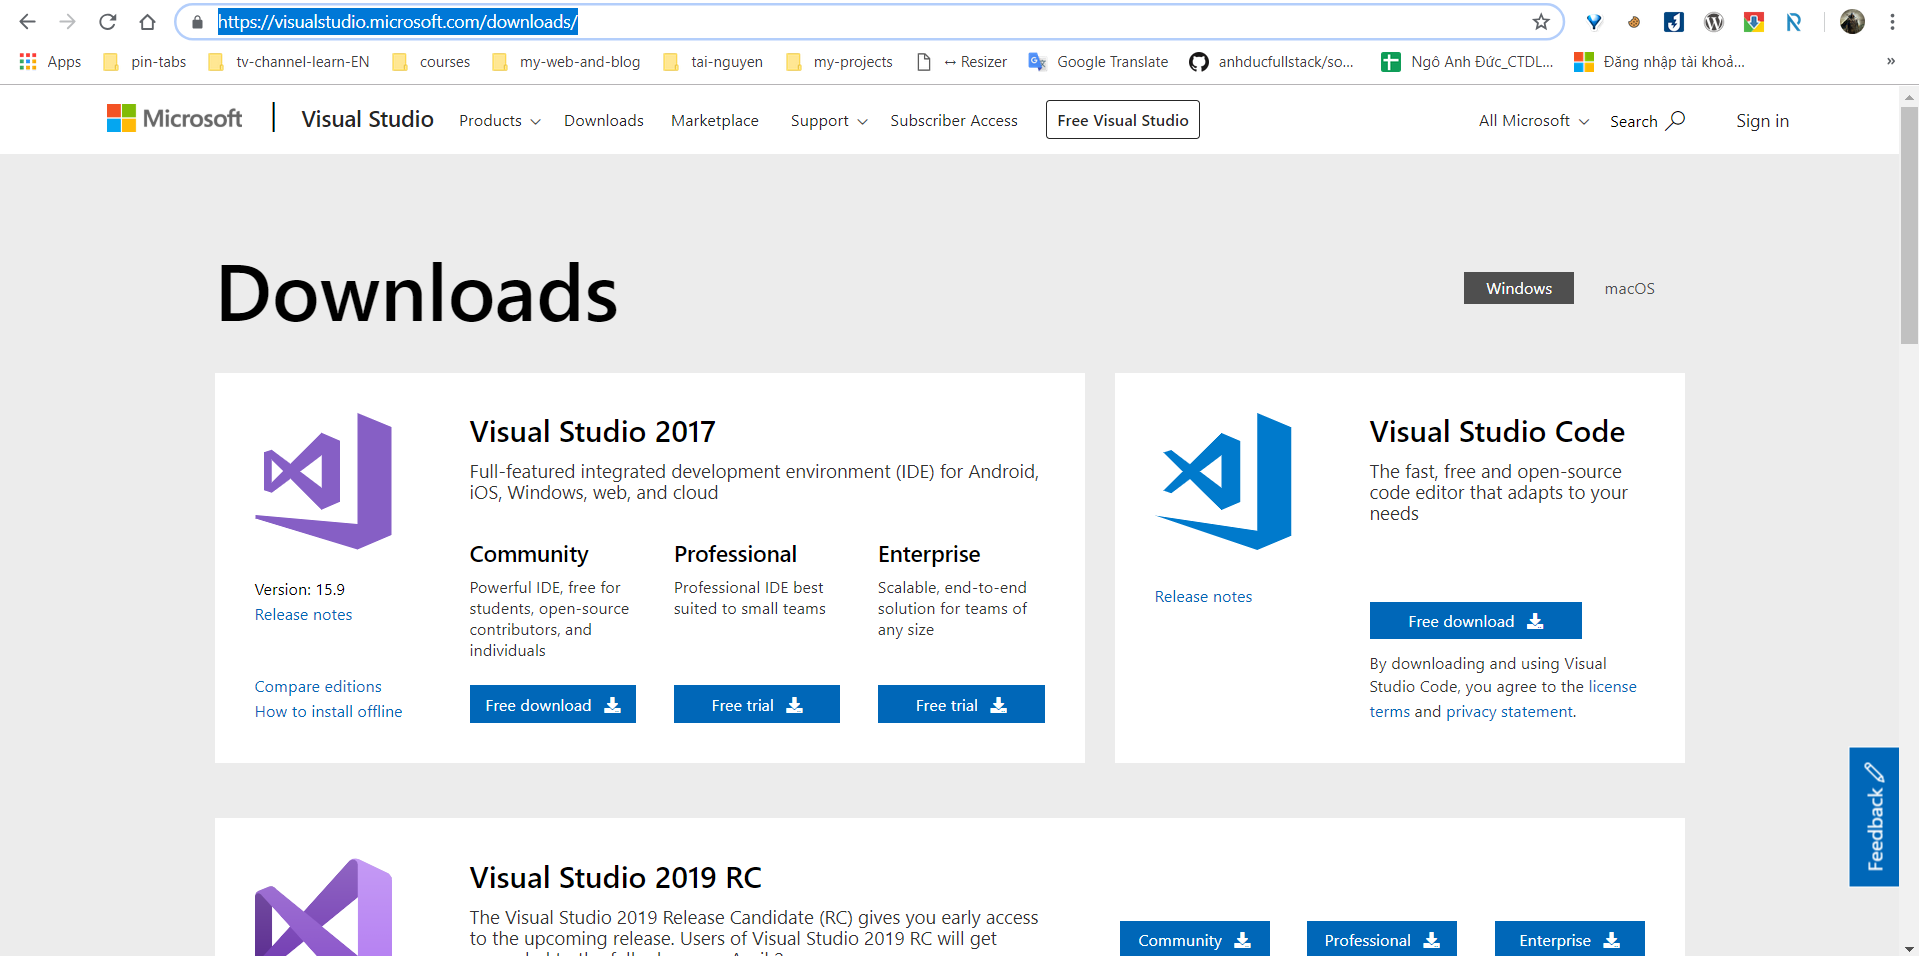 https://visualstudio.microsoft.com/downloads/
Apps pin-tabs tv-channel-learn-EN courses my-web-and-blog tai-nguyen my-projects ↔ Resizer Google Translate anhducfullstack/so... Ngô Anh Đức_CTDL... Đăng nhập tài khoả... »
Microsoft Visual Studio Products Downloads Marketplace Support Subscriber Access Free Visual Studio All Microsoft Search Sign in
Downloads
Windows macOS
Visual Studio 2017
Full-featured integrated development environment (IDE) for Android,
iOS, Windows, web, and cloud
Version: 15.9
Release notes
Compare editions
How to install offline
Community
Powerful IDE, free for
students, open-source
contributors, and
individuals
Free download
Professional
Professional IDE best
suited to small teams
Free trial
Enterprise
Scalable, end-to-end
solution for teams of
any size
Free trial
Visual Studio Code
The fast, free and open-source
code editor that adapts to your
needs
Release notes
Free download
By downloading and using Visual
Studio Code, you agree to the license
terms and privacy statement.
Feedback
Visual Studio 2019 RC
The Visual Studio 2019 Release Candidate (RC) gives you early access
to the upcoming release. Users of Visual Studio 2019 RC will get
Community Professional Enterprise